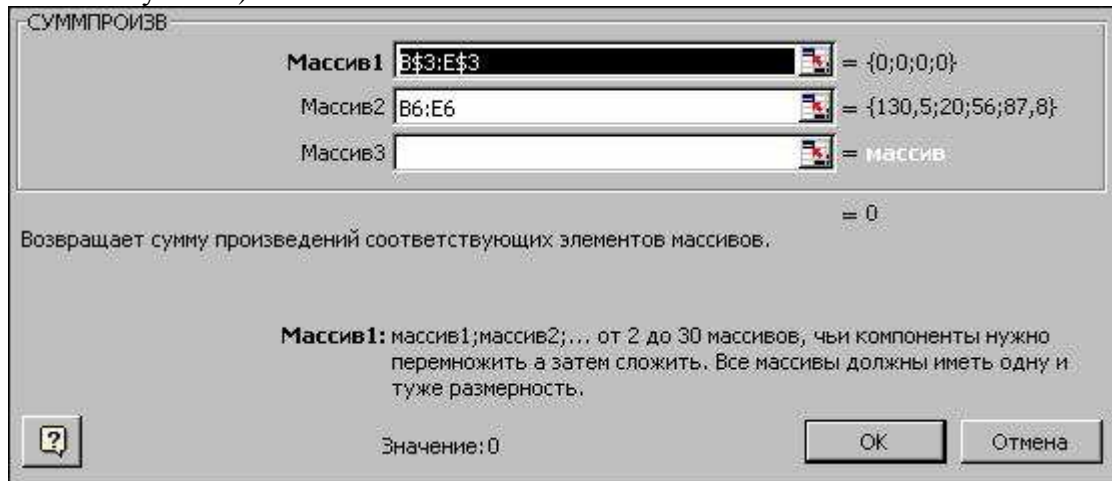 СУММПРОИЗВ
Массив1 B$3:E$3 = {0;0;0;0}
Массив2 B6:E6 = {130,5;20;56;87,8}
Массив3 = массив
= 0
Возвращает сумму произведений соответствующих элементов массивов.
Массив1: массив1;массив2;... от 2 до 30 массивов, чьи компоненты нужно
перемножить а затем сложить. Все массивы должны иметь одну и
туже размерность.
? Значение:0 OK Отмена